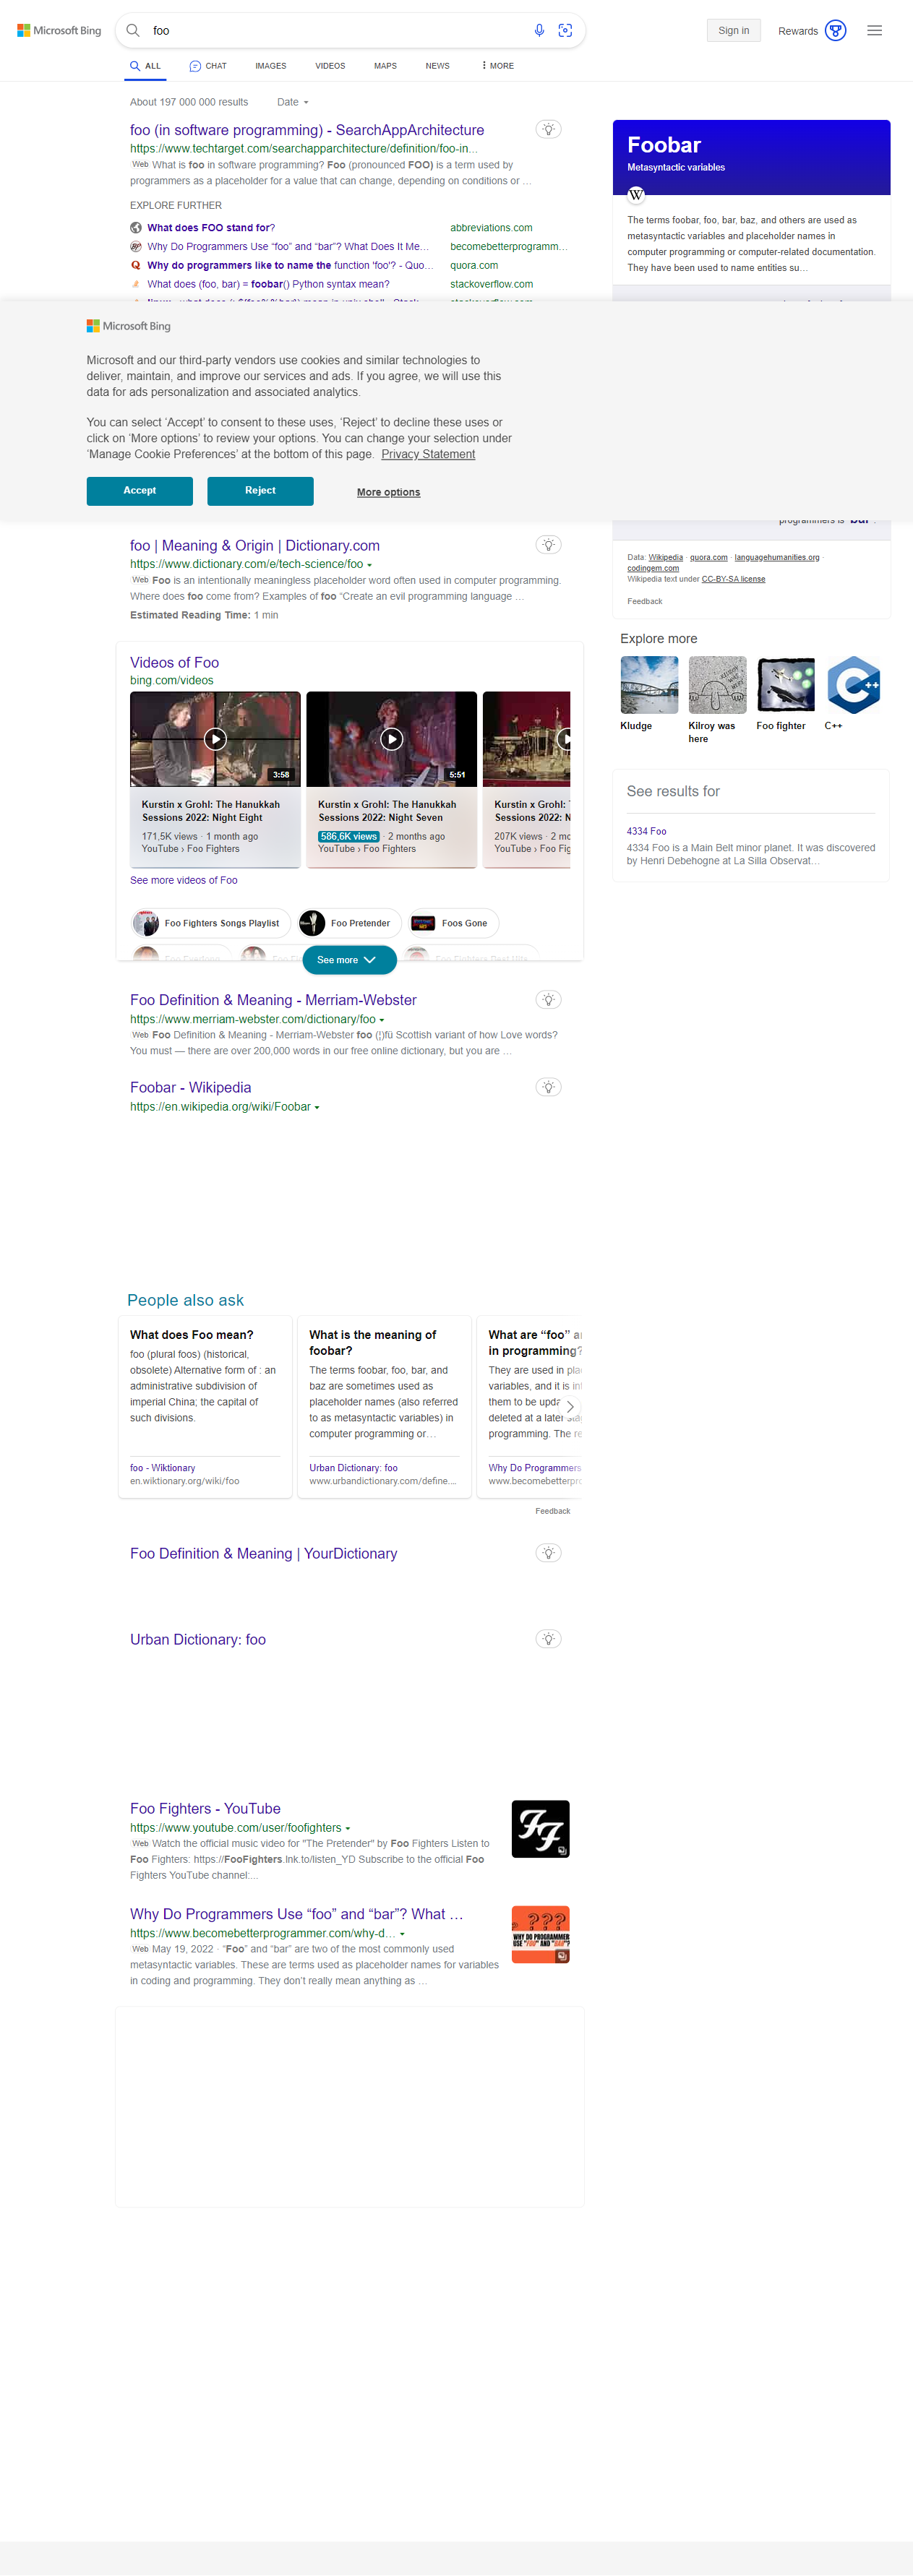 Microsoft Bing
foo
Sign in
Rewards
ALL
CHAT
IMAGES
VIDEOS
MAPS
NEWS
MORE
About 197 000 000 results
Date
foo (in software programming) - SearchAppArchitecture
https://www.techtarget.com/searchapparchitecture/definition/foo-in…
Web What is foo in software programming? Foo (pronounced FOO) is a term used by
programmers as a placeholder for a value that can change, depending on conditions or …
EXPLORE FURTHER
What does FOO stand for?
abbreviations.com
Why Do Programmers Use “foo” and “bar”? What Does It Me…
becomebetterprogramm…
Why do programmers like to name the function 'foo'? - Quo…
quora.com
What does (foo, bar) = foobar() Python syntax mean?
stackoverflow.com
Foobar
Metasyntactic variables
W
The terms foobar, foo, bar, baz, and others are used as
metasyntactic variables and placeholder names in
computer programming or computer-related documentation.
They have been used to name entities su…
Microsoft Bing
Microsoft and our third-party vendors use cookies and similar technologies to
deliver, maintain, and improve our services and ads. If you agree, we will use this
data for ads personalization and associated analytics.
You can select ‘Accept’ to consent to these uses, ‘Reject’ to decline these uses or
click on ‘More options’ to review your options. You can change your selection under
‘Manage Cookie Preferences’ at the bottom of this page. Privacy Statement
Accept
Reject
More options
programmers is "bar".
foo | Meaning & Origin | Dictionary.com
https://www.dictionary.com/e/tech-science/foo
Web Foo is an intentionally meaningless placeholder word often used in computer programming.
Where does foo come from? Examples of foo “Create an evil programming language …
Estimated Reading Time: 1 min
Data: Wikipedia · quora.com · languagehumanities.org ·
codingem.com
Wikipedia text under CC-BY-SA license
Feedback
Explore more
Kludge
Kilroy was
here
Foo fighter
C++
See results for
4334 Foo
4334 Foo is a Main Belt minor planet. It was discovered
by Henri Debehogne at La Silla Observat…
Videos of Foo
bing.com/videos
3:58
5:51
Kurstin x Grohl: The Hanukkah
Sessions 2022: Night Eight
171,5K views · 1 month ago
YouTube › Foo Fighters
Kurstin x Grohl: The Hanukkah
Sessions 2022: Night Seven
586,6K views · 2 months ago
YouTube › Foo Fighters
Kurstin x Grohl: T
Sessions 2022: N
207K views · 2 mo
YouTube › Foo Fig
See more videos of Foo
Foo Fighters Songs Playlist
Foo Pretender
Foos Gone
See more
Foo Definition & Meaning - Merriam-Webster
https://www.merriam-webster.com/dictionary/foo
Web Foo Definition & Meaning - Merriam-Webster foo (¦)fü Scottish variant of how Love words?
You must — there are over 200,000 words in our free online dictionary, but you are …
Foobar - Wikipedia
https://en.wikipedia.org/wiki/Foobar
People also ask
What does Foo mean?
foo (plural foos) (historical,
obsolete) Alternative form of : an
administrative subdivision of
imperial China; the capital of
such divisions.
foo - Wiktionary
en.wiktionary.org/wiki/foo
What is the meaning of
foobar?
The terms foobar, foo, bar, and
baz are sometimes used as
placeholder names (also referred
to as metasyntactic variables) in
computer programming or…
Urban Dictionary: foo
www.urbandictionary.com/define....
What are “foo” a
in programming?
They are used in pla
variables, and it is in
them to be upda
deleted at a later stag
programming. The re
Why Do Programmers
www.becomebetterpro
Feedback
Foo Definition & Meaning | YourDictionary
Urban Dictionary: foo
Foo Fighters - YouTube
https://www.youtube.com/user/foofighters
Web Watch the official music video for "The Pretender" by Foo Fighters Listen to
Foo Fighters: https://FooFighters.lnk.to/listen_YD Subscribe to the official Foo
Fighters YouTube channel:...
FF
Why Do Programmers Use “foo” and “bar”? What …
https://www.becomebetterprogrammer.com/why-d…
Web May 19, 2022 · “Foo” and “bar” are two of the most commonly used
metasyntactic variables. These are terms used as placeholder names for variables
in coding and programming. They don’t really mean anything as …
???
WHY DO PROGRAMMER
USE "FOO" AND "BAR"?